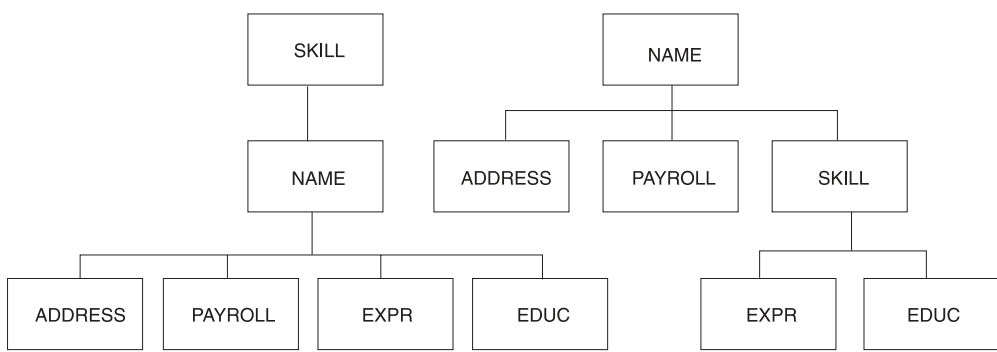 SKILL
NAME
ADDRESS
PAYROLL
EXPR
EDUC
NAME
ADDRESS
PAYROLL
SKILL
EXPR
EDUC